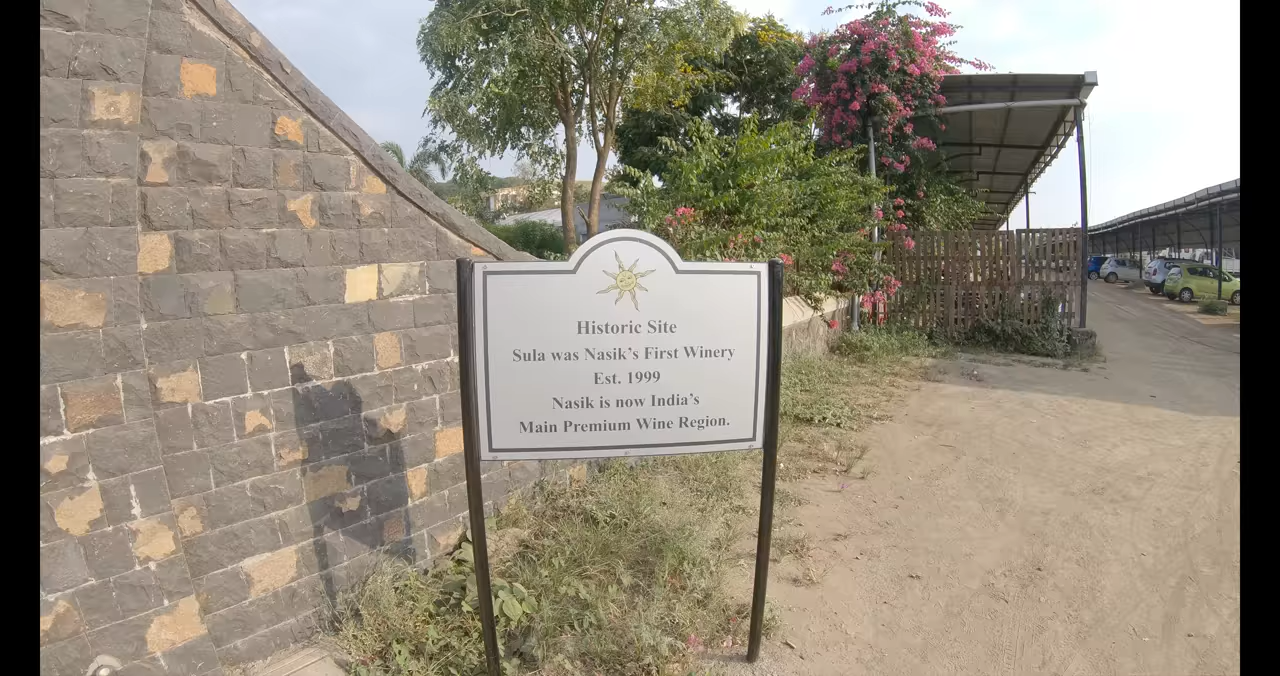 Historic Site
Sula was Nasik's First Winery
Est. 1999
Nasik is now India's
Main Premium Wine Region.